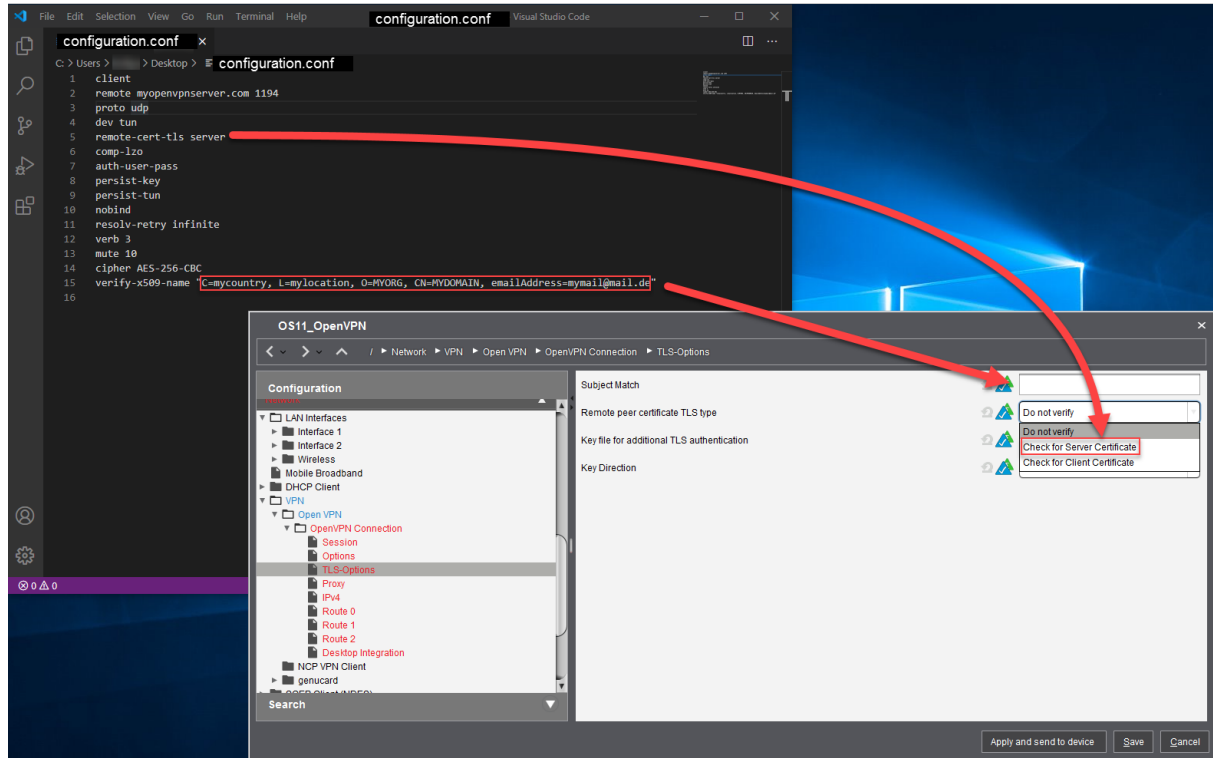 File Edit Selection View Go Run Terminal Help configuration.conf Visual Studio Code
configuration.conf ×
C: > Users > > Desktop > configuration.conf
1 client
2 remote myopenvpnserver.com 1194
3 proto udp
4 dev tun
5 remote-cert-tls server
6 comp-lzo
7 auth-user-pass
8 persist-key
9 persist-tun
10 nobind
11 resolv-retry infinite
12 verb 3
13 mute 10
14 cipher AES-256-CBC
15 verify-x509-name "C=mycountry, L=mylocation, O=MYORG, CN=MYDOMAIN, emailAddress=mymail@mail.de"
16
0 0
OS11_OpenVPN
/ Network VPN Open VPN OpenVPN Connection TLS-Options
Configuration
LAN Interfaces
Interface 1
Interface 2
Wireless
Mobile Broadband
DHCP Client
VPN
Open VPN
OpenVPN Connection
Session
Options
TLS-Options
Proxy
IPv4
Route 0
Route 1
Route 2
Desktop Integration
NCP VPN Client
genucard
Search
Subject Match
Remote peer certificate TLS type
Do not verify
Do not verify
Key file for additional TLS authentication
Check for Server Certificate
Check for Client Certificate
Key Direction
Apply and send to device Save Cancel